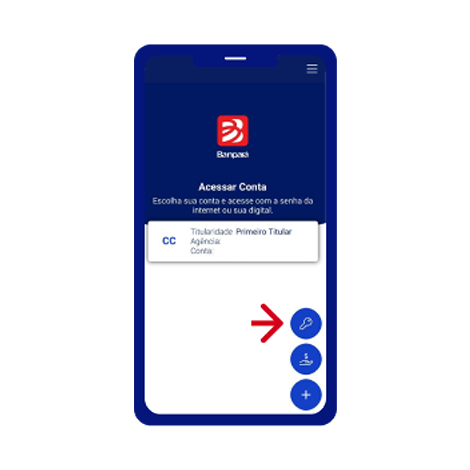 Banpará
Acessar Conta
Escolha sua conta e acesse com a senha da
internet ou sua digital.
CC
Titularidade Primeiro Titular
Agência:
Conta: